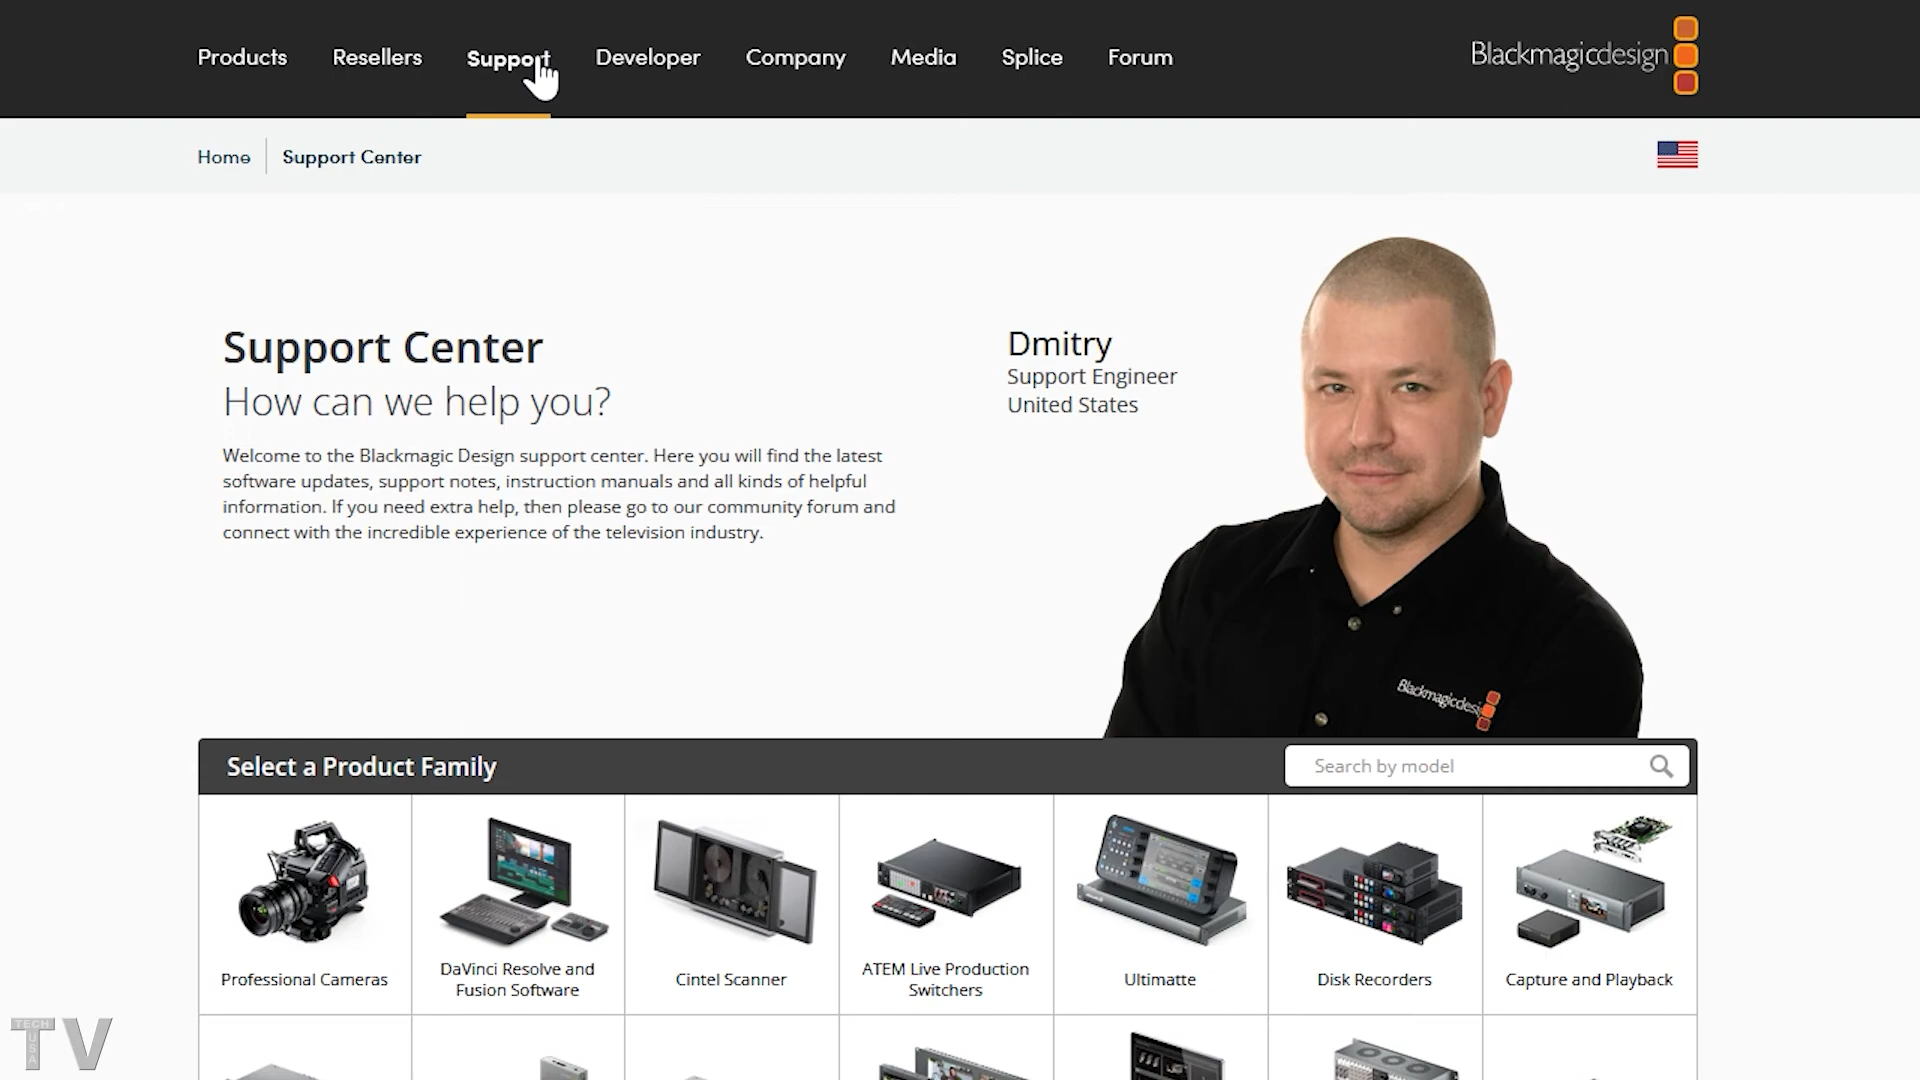 Products Resellers Support Developer Company Media Splice Forum
Blackmagicdesign
Home Support Center
Support Center
How can we help you?
Welcome to the Blackmagic Design support center. Here you will find the latest
software updates, support notes, instruction manuals and all kinds of helpful
information. If you need extra help, then please go to our community forum and
connect with the incredible experience of the television industry.
Dmitry
Support Engineer
United States
Blackmagicdesi
Select a Product Family
Search by model
Professional Cameras
DaVinci Resolve and
Fusion Software
Cintel Scanner
ATEM Live Production
Switchers
Ultimatte
Disk Recorders
Capture and Playback
TECH
USA
TV